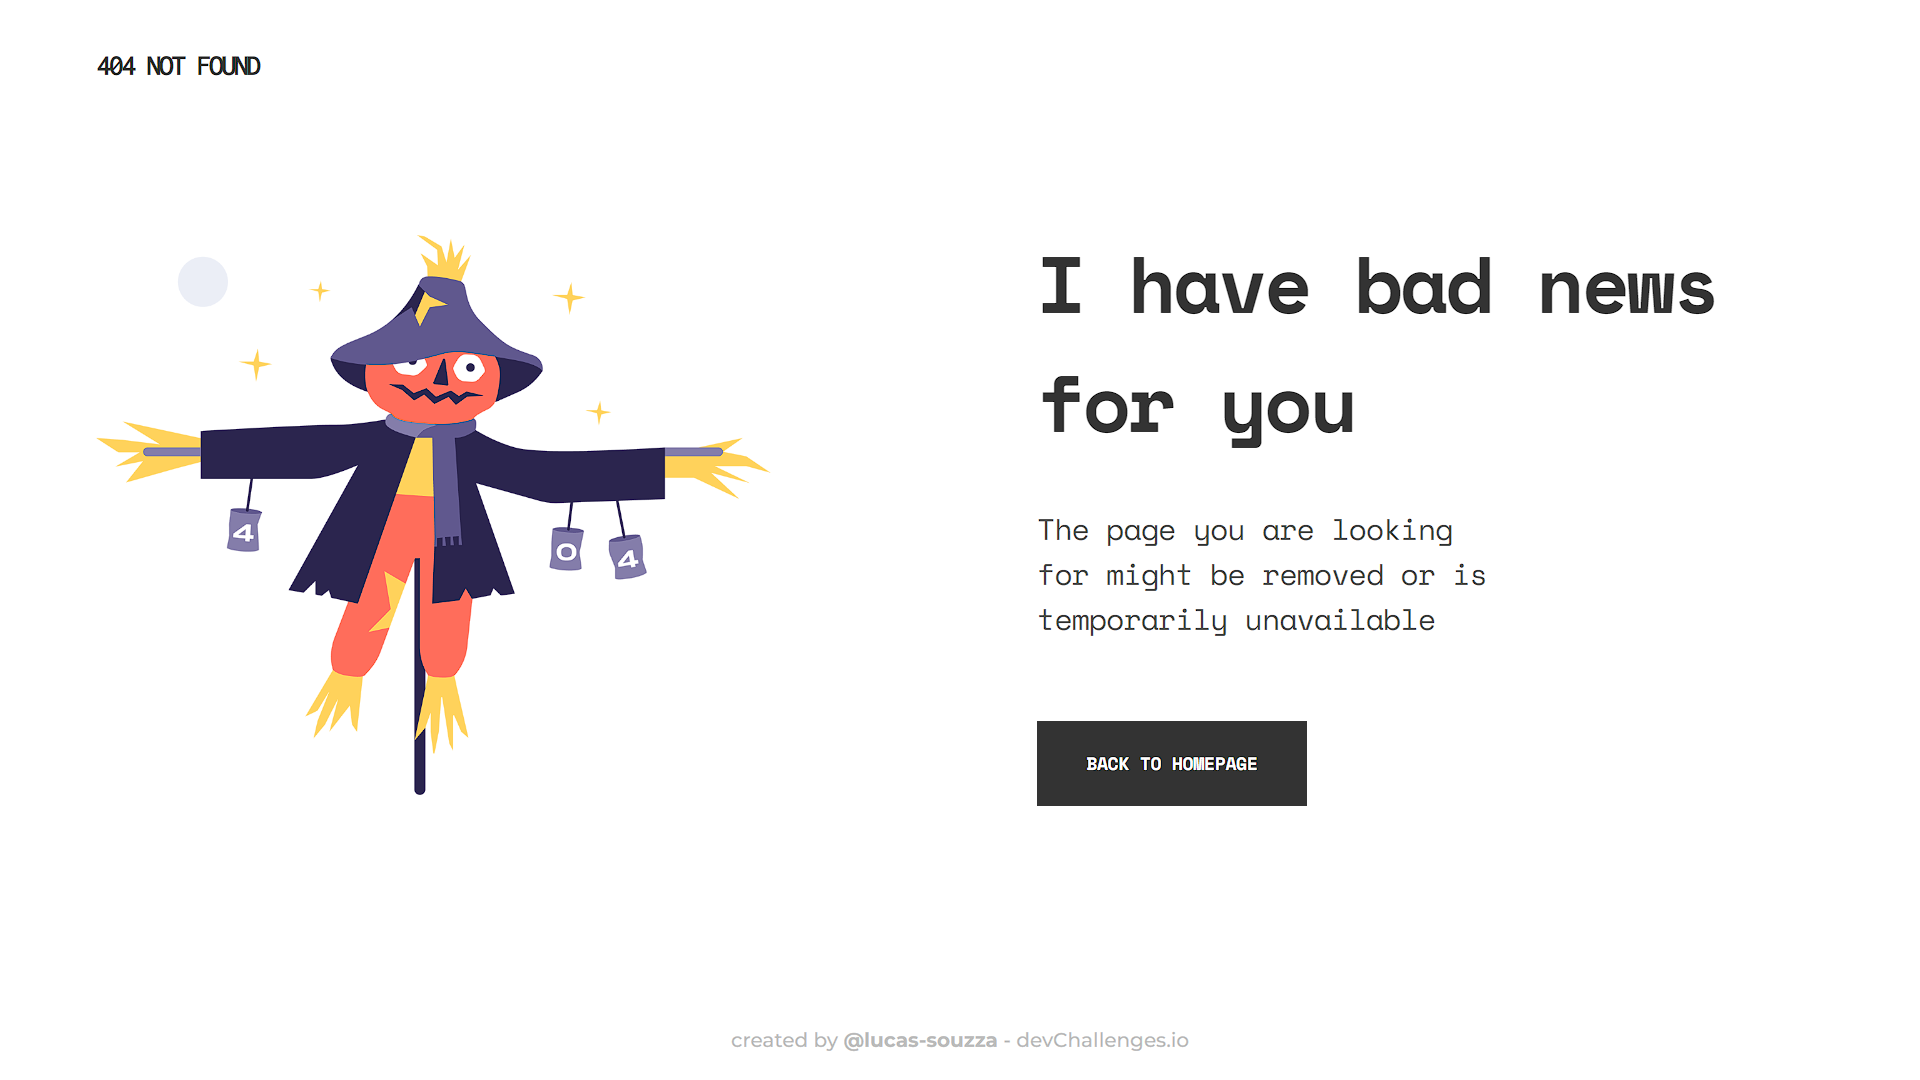 404 NOT FOUND
4
0
4
I have bad news
for you
The page you are looking
for might be removed or is
temporarily unavailable
BACK TO HOMEPAGE
created by @lucas-souzza - devChallenges.io